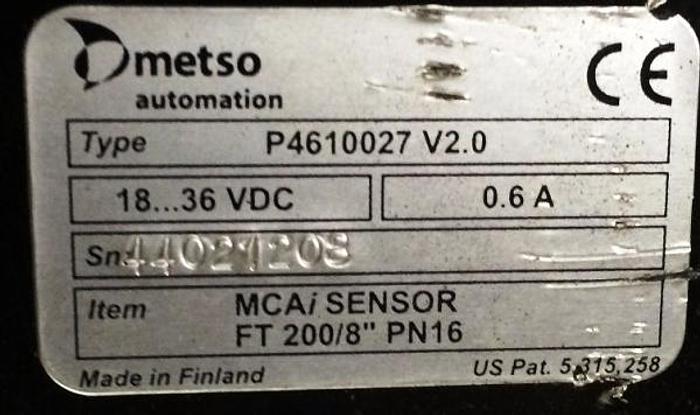 metso
automation
CE
Type P4610027 V2.0
18...36 VDC 0.6 A
Sn. 44021208
Item MCAi SENSOR
FT 200/8" PN16
Made in Finland US Pat. 5,315,258